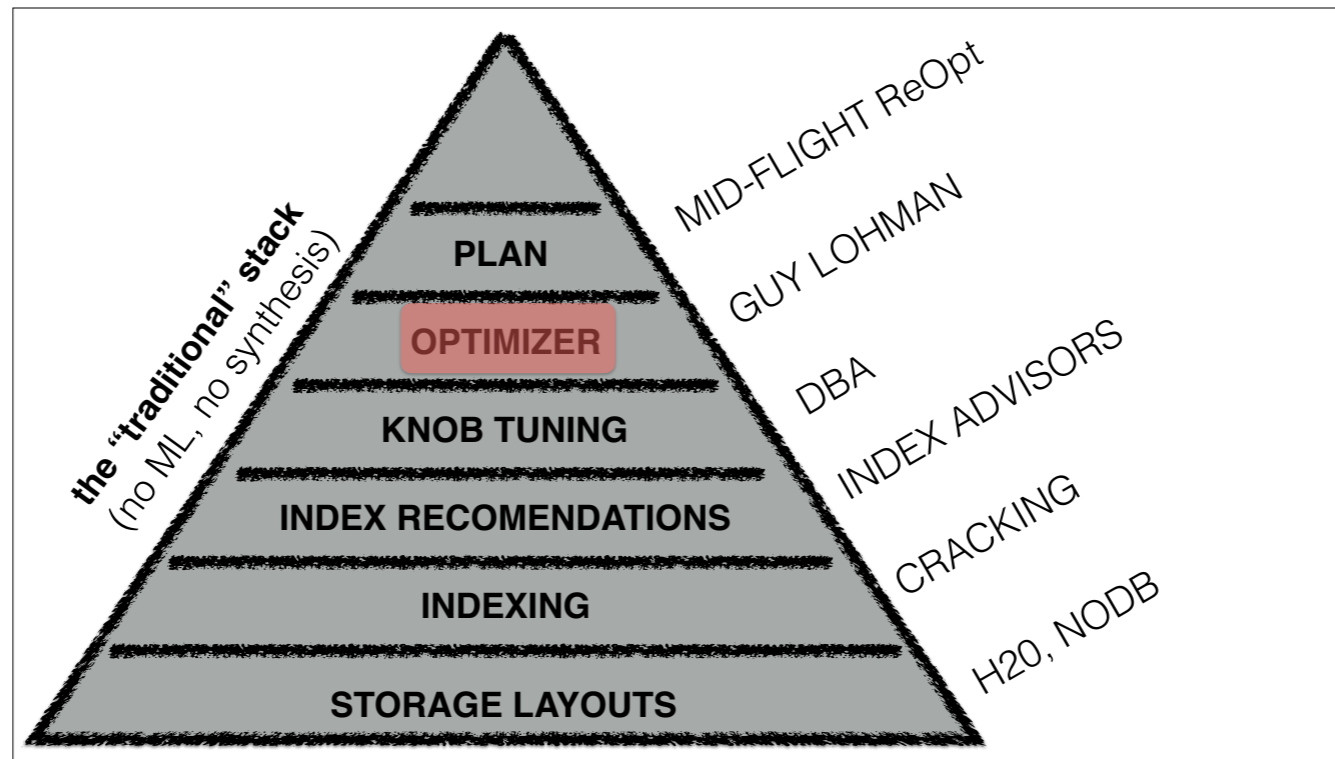 the “traditional” stack
(no ML, no synthesis)
PLAN
OPTIMIZER
KNOB TUNING
INDEX RECOMENDATIONS
INDEXING
STORAGE LAYOUTS
MID-FLIGHT ReOpt
GUY LOHMAN
DBA
INDEX ADVISORS
CRACKING
H20, NODB